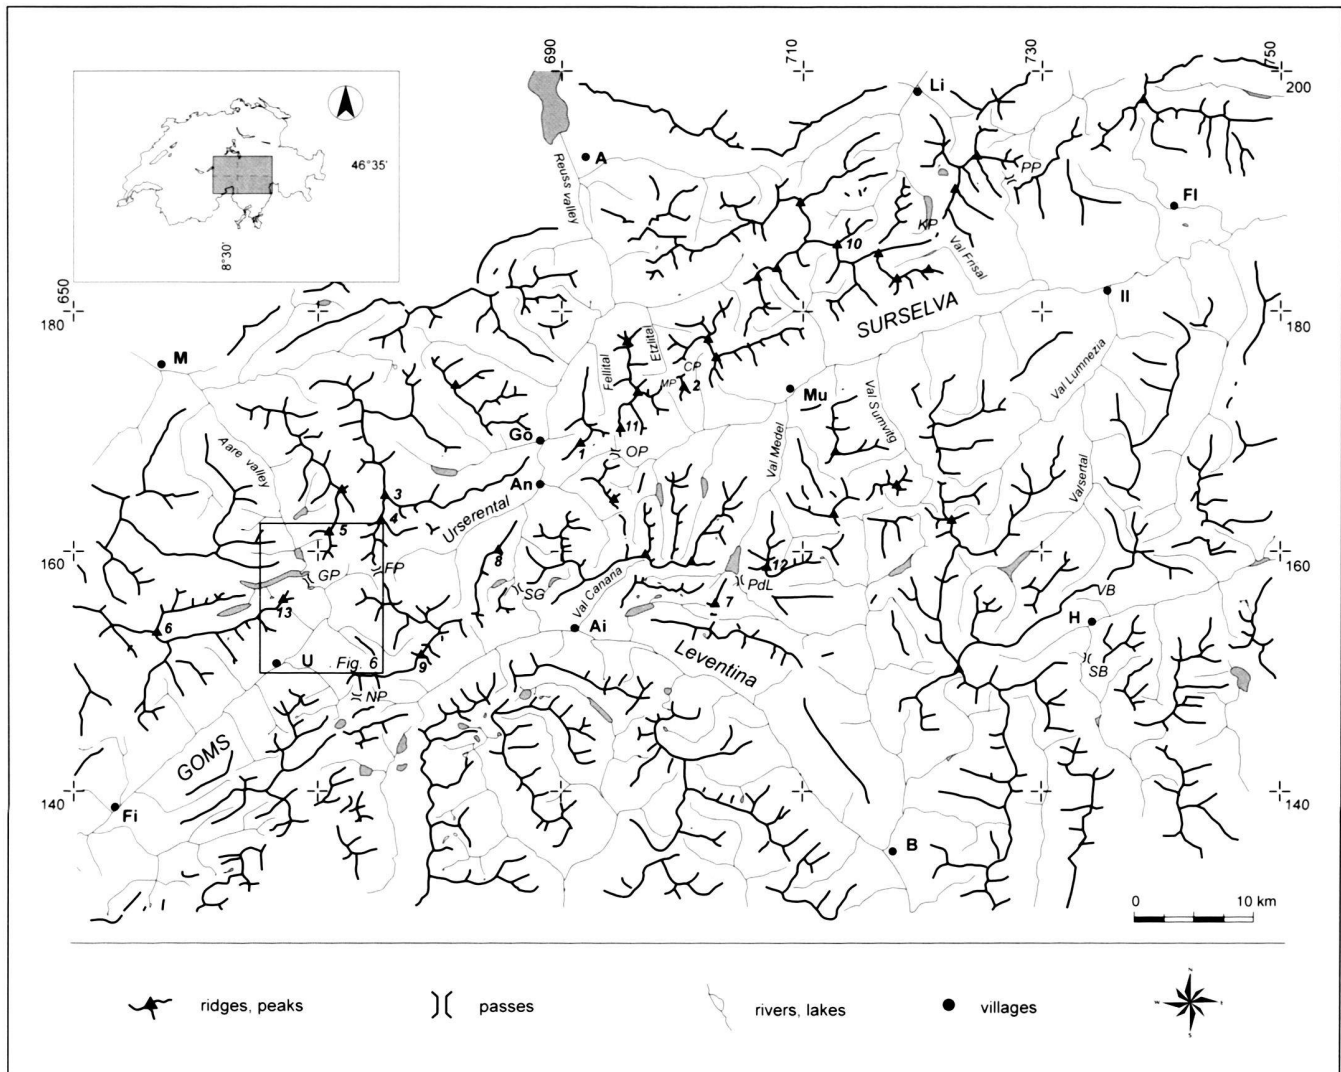 690
710
730
750
200
Li
46°35'
8°30'
A
Reuss valley
PP
Fl
KP
10
Val Frisal
650
180
Il
180
SURSELVA
M
Etzlital
Fellital
CP
MP
2
Mu
Val Lumnezia
Val Sumvitg
Gö
1
11
OP
Val Medel
Aare valley
An
Valsertal
3
4
Urserental
5
160
8
160
FP
GP
SG
12
PdL
VB
13
Val Canaria
7
H
6
Ai
U
Fig. 6
9
Leventina
SB
NP
GOMS
140
140
Fi
B
0
10 km
ridges, peaks
passes
rivers, lakes
villages
N
W
E
S